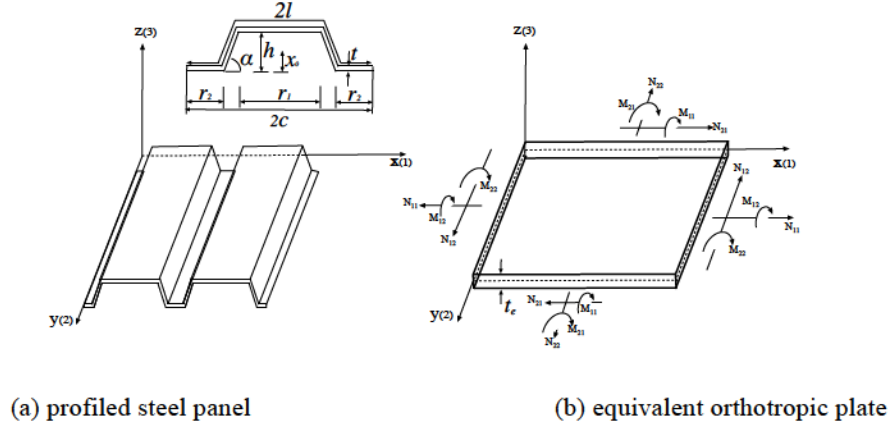 2l
z(3)
α h xₒ t
r₂ r₁ r₂
2c
x(1)
y(2)
z(3)
N₂₂
M₂₁ M₁₁
N₂₁
x(1)
N₁₂
M₂₂
N₁₁
M₁₂
N₁₂
M₁₂
N₁₁
M₂₂
tₑ
y(2)
N₂₁
M₁₁
M₂₁
N₂₂
(a) profiled steel panel
(b) equivalent orthotropic plate